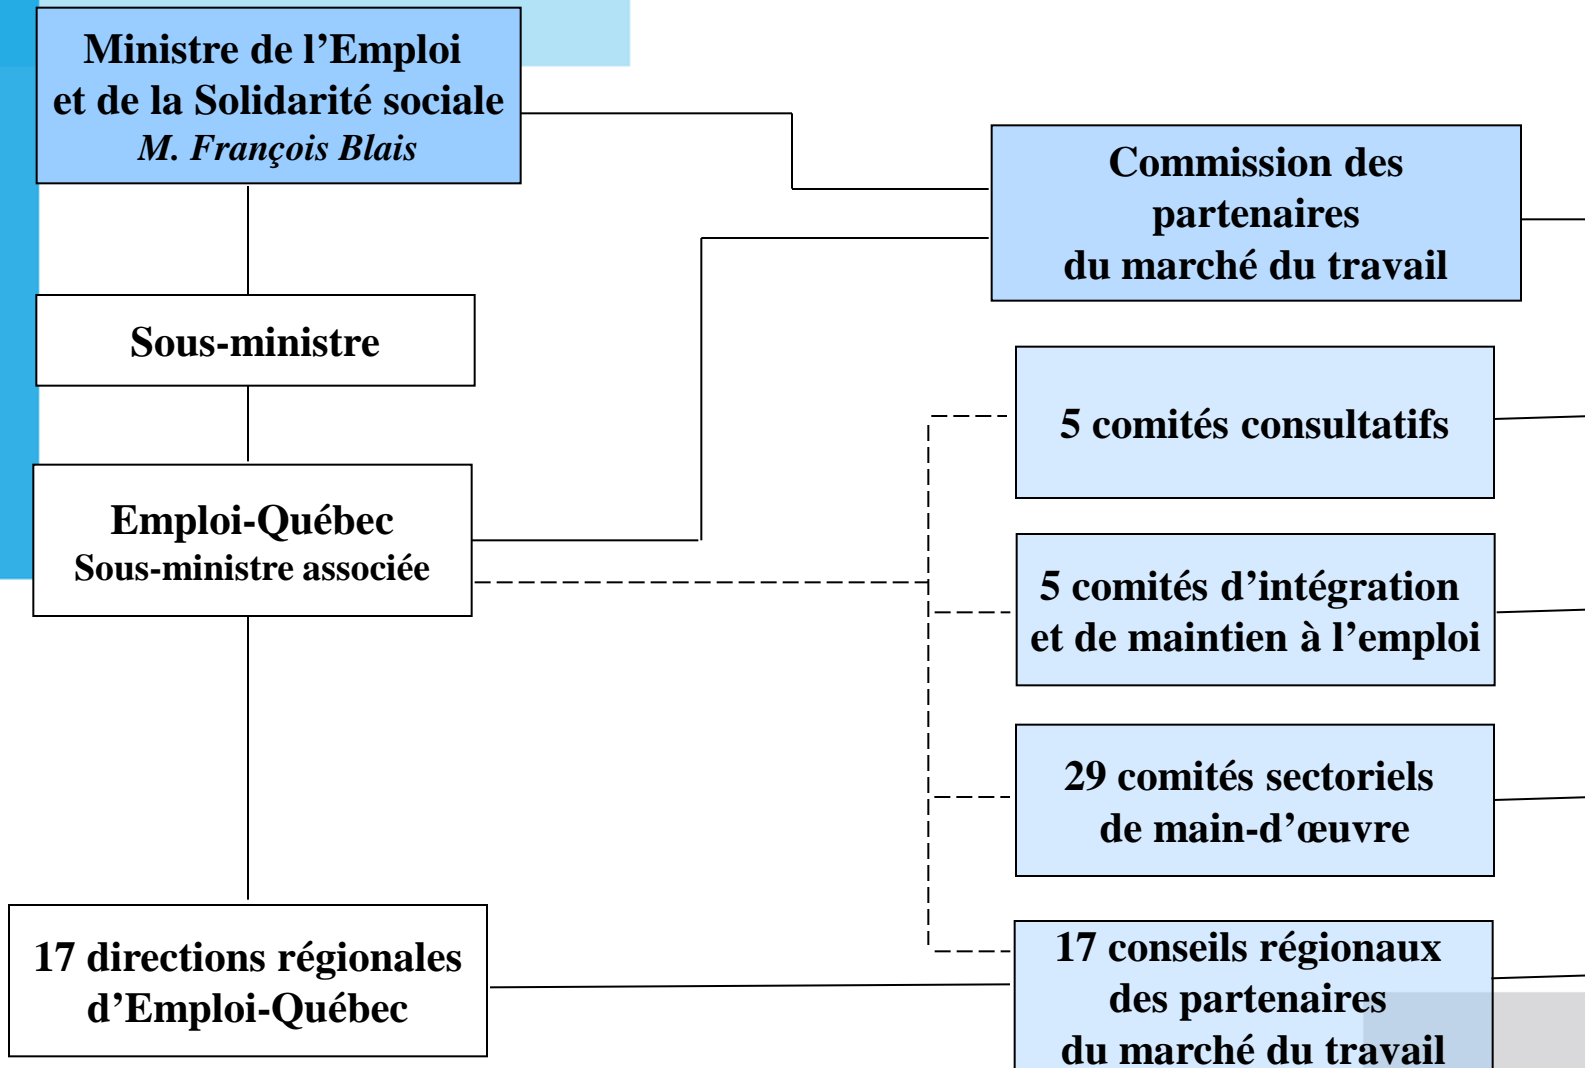 Ministre de l’Emploi
et de la Solidarité sociale
M. François Blais
Commission des
partenaires
du marché du travail
Sous-ministre
5 comités consultatifs
Emploi-Québec
Sous-ministre associée
5 comités d’intégration
et de maintien à l’emploi
29 comités sectoriels
de main-d’œuvre
17 directions régionales
d’Emploi-Québec
17 conseils régionaux
des partenaires
du marché du travail